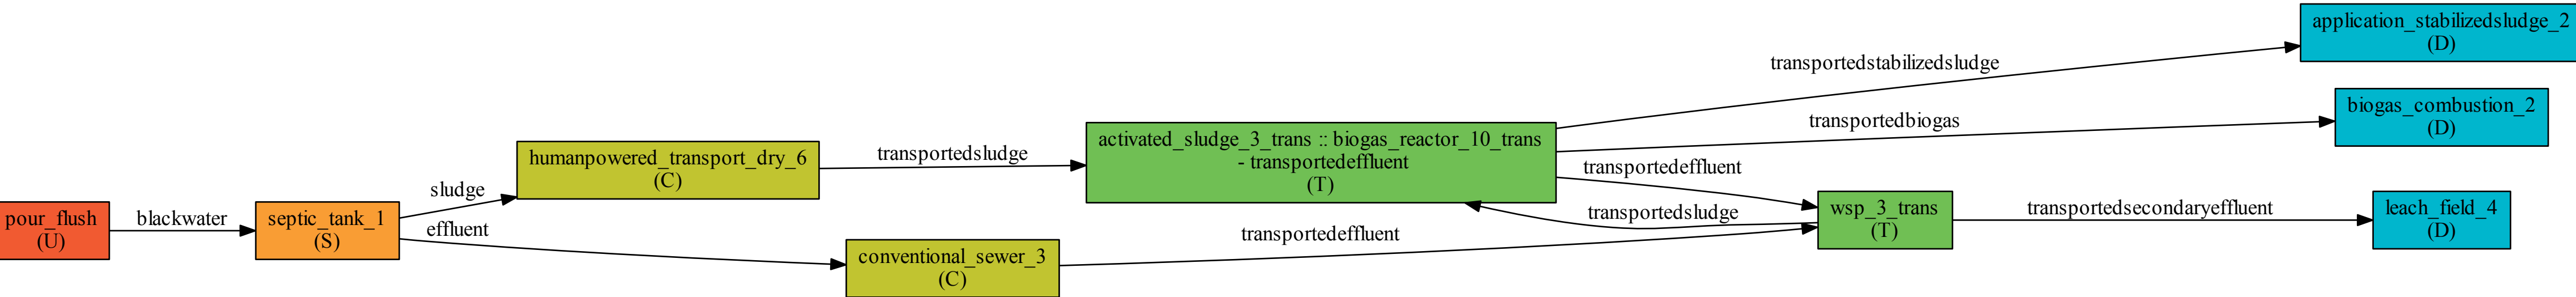 pour_flush
(U)
blackwater
septic_tank_1
(S)
sludge
effluent
humanpowered_transport_dry_6
(C)
conventional_sewer_3
(C)
transportedsludge
transportedeffluent
activated_sludge_3_trans :: biogas_reactor_10_trans
- transportedeffluent
(T)
transportedstabilizedsludge
transportedbiogas
transportedeffluent
transportedsludge
wsp_3_trans
(T)
transportedsecondaryeffluent
application_stabilizedsludge_2
(D)
biogas_combustion_2
(D)
leach_field_4
(D)